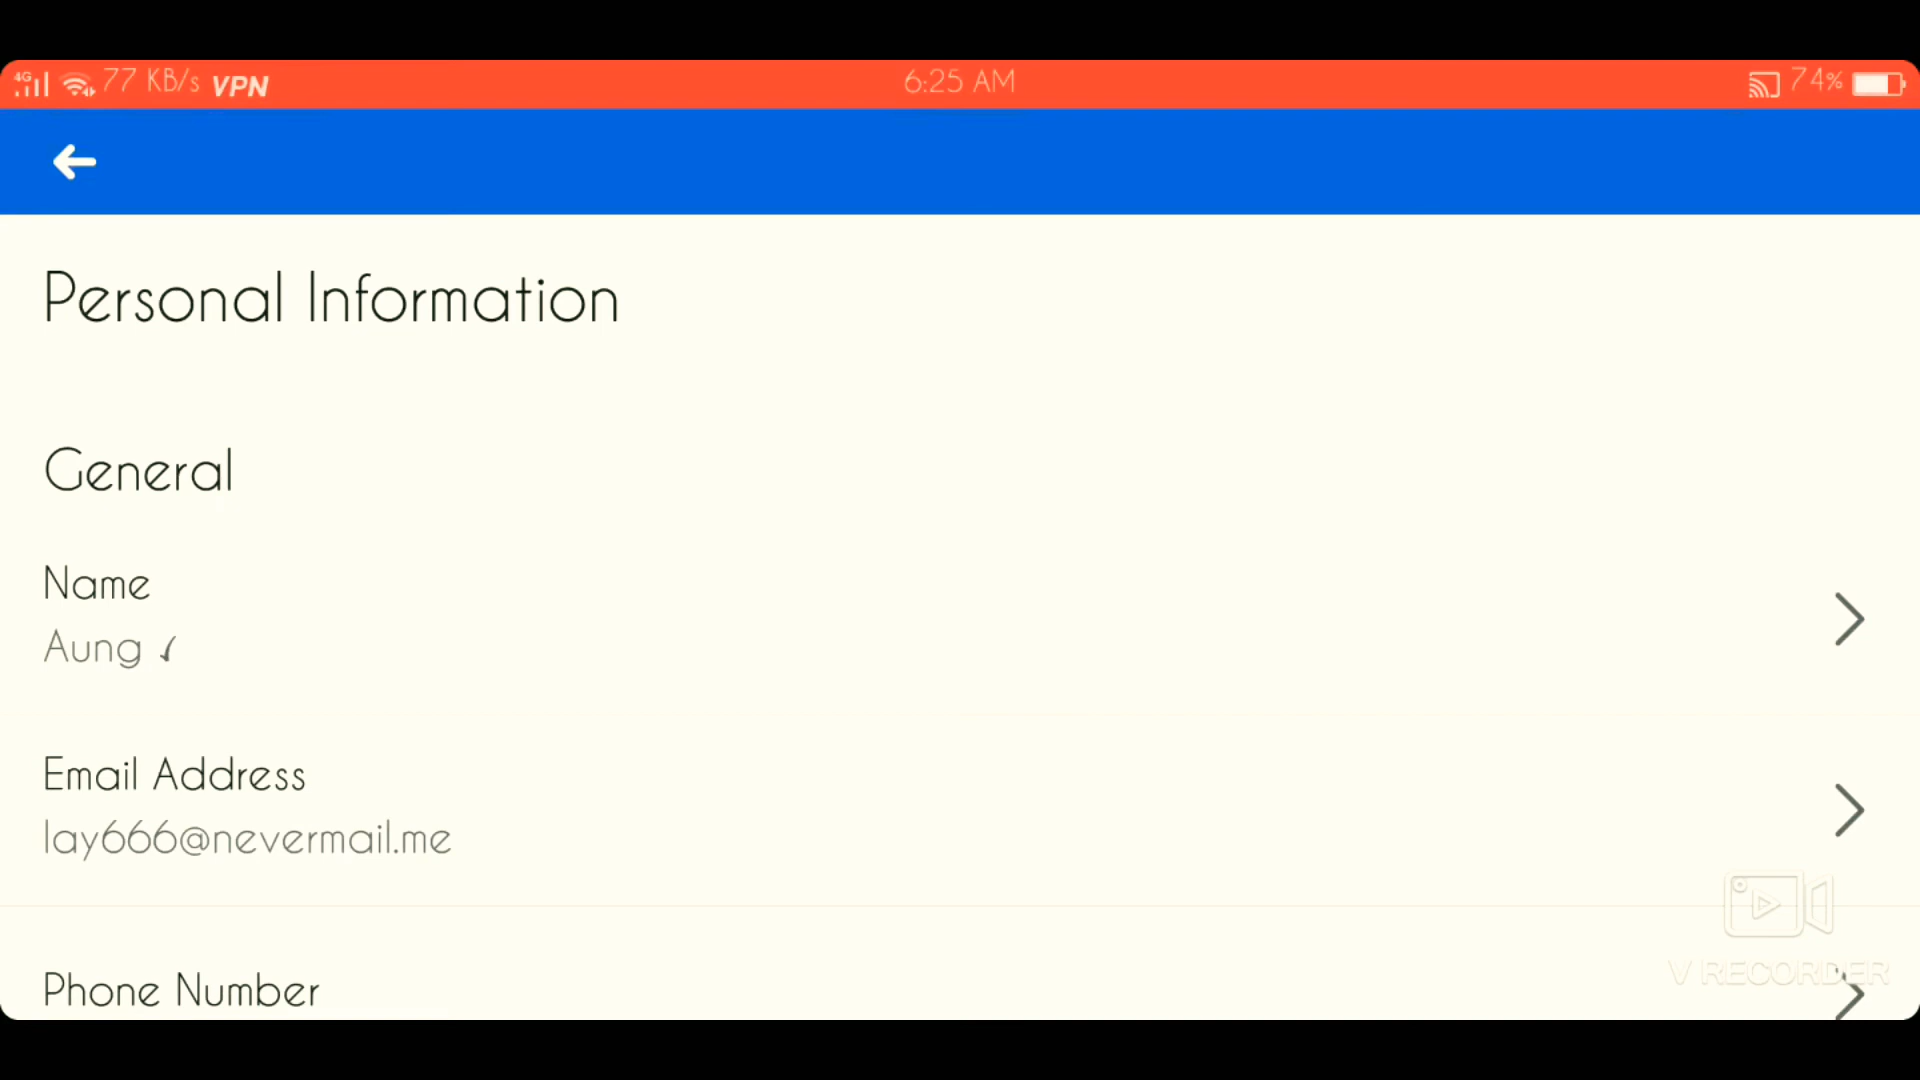 4G 77 KB/s VPN 6:25 AM 74%
Personal Information
General
Name
Aung ✓
Email Address
lay666@nevermail.me
Phone Number
V RECORDER